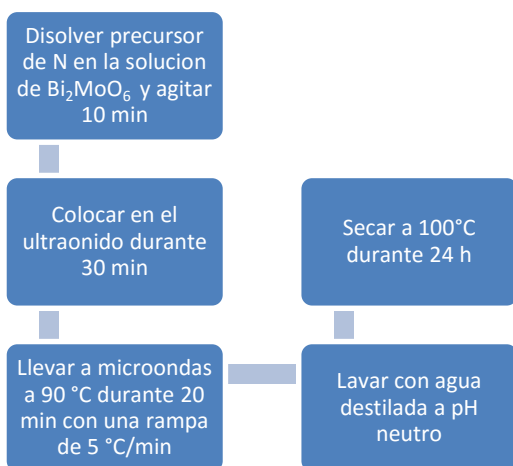 Disolver precursor
de N en la solucion
de Bi₂MoO₆ y agitar
10 min
Colocar en el
ultraonido durante
30 min
Llevar a microondas
a 90 °C durante 20
min con una rampa
de 5 °C/min
Lavar con agua
destilada a pH
neutro
Secar a 100°C
durante 24 h